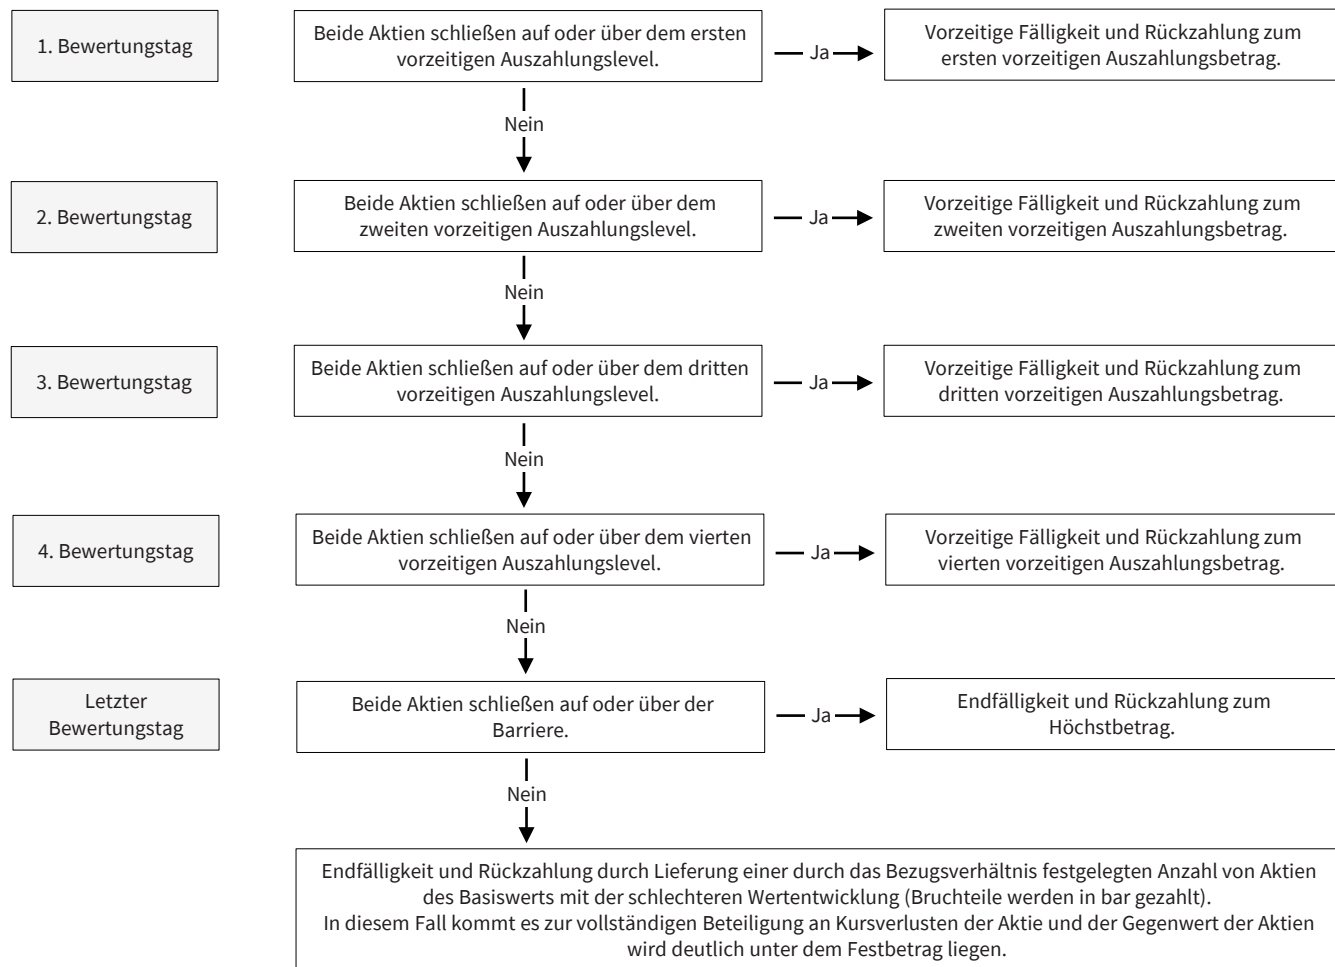 1. Bewertungstag
Beide Aktien schließen auf oder über dem ersten
vorzeitigen Auszahlungslevel.
Ja
Vorzeitige Fälligkeit und Rückzahlung zum
ersten vorzeitigen Auszahlungsbetrag.
Nein
2. Bewertungstag
Beide Aktien schließen auf oder über dem
zweiten vorzeitigen Auszahlungslevel.
Ja
Vorzeitige Fälligkeit und Rückzahlung zum
zweiten vorzeitigen Auszahlungsbetrag.
Nein
3. Bewertungstag
Beide Aktien schließen auf oder über dem dritten
vorzeitigen Auszahlungslevel.
Ja
Vorzeitige Fälligkeit und Rückzahlung zum
dritten vorzeitigen Auszahlungsbetrag.
Nein
4. Bewertungstag
Beide Aktien schließen auf oder über dem vierten
vorzeitigen Auszahlungslevel.
Ja
Vorzeitige Fälligkeit und Rückzahlung zum
vierten vorzeitigen Auszahlungsbetrag.
Nein
Letzter
Bewertungstag
Beide Aktien schließen auf oder über der
Barriere.
Ja
Endfälligkeit und Rückzahlung zum
Höchstbetrag.
Nein
Endfälligkeit und Rückzahlung durch Lieferung einer durch das Bezugsverhältnis festgelegten Anzahl von Aktien
des Basiswerts mit der schlechteren Wertentwicklung (Bruchteile werden in bar gezahlt).
In diesem Fall kommt es zur vollständigen Beteiligung an Kursverlusten der Aktie und der Gegenwert der Aktien
wird deutlich unter dem Festbetrag liegen.